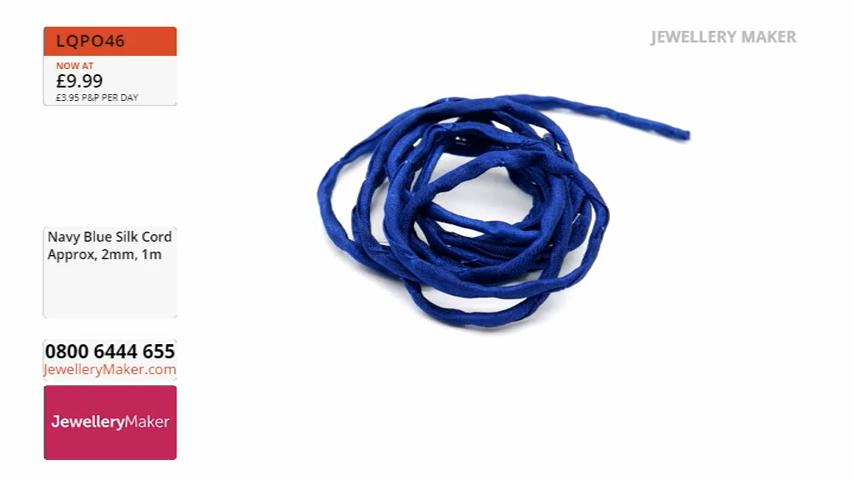 LQPO46
NOW AT
£9.99
£3.95 P&P PER DAY
JEWELLERY MAKER
Navy Blue Silk Cord
Approx, 2mm, 1m
0800 6444 655
JewelleryMaker.com
JewelleryMaker